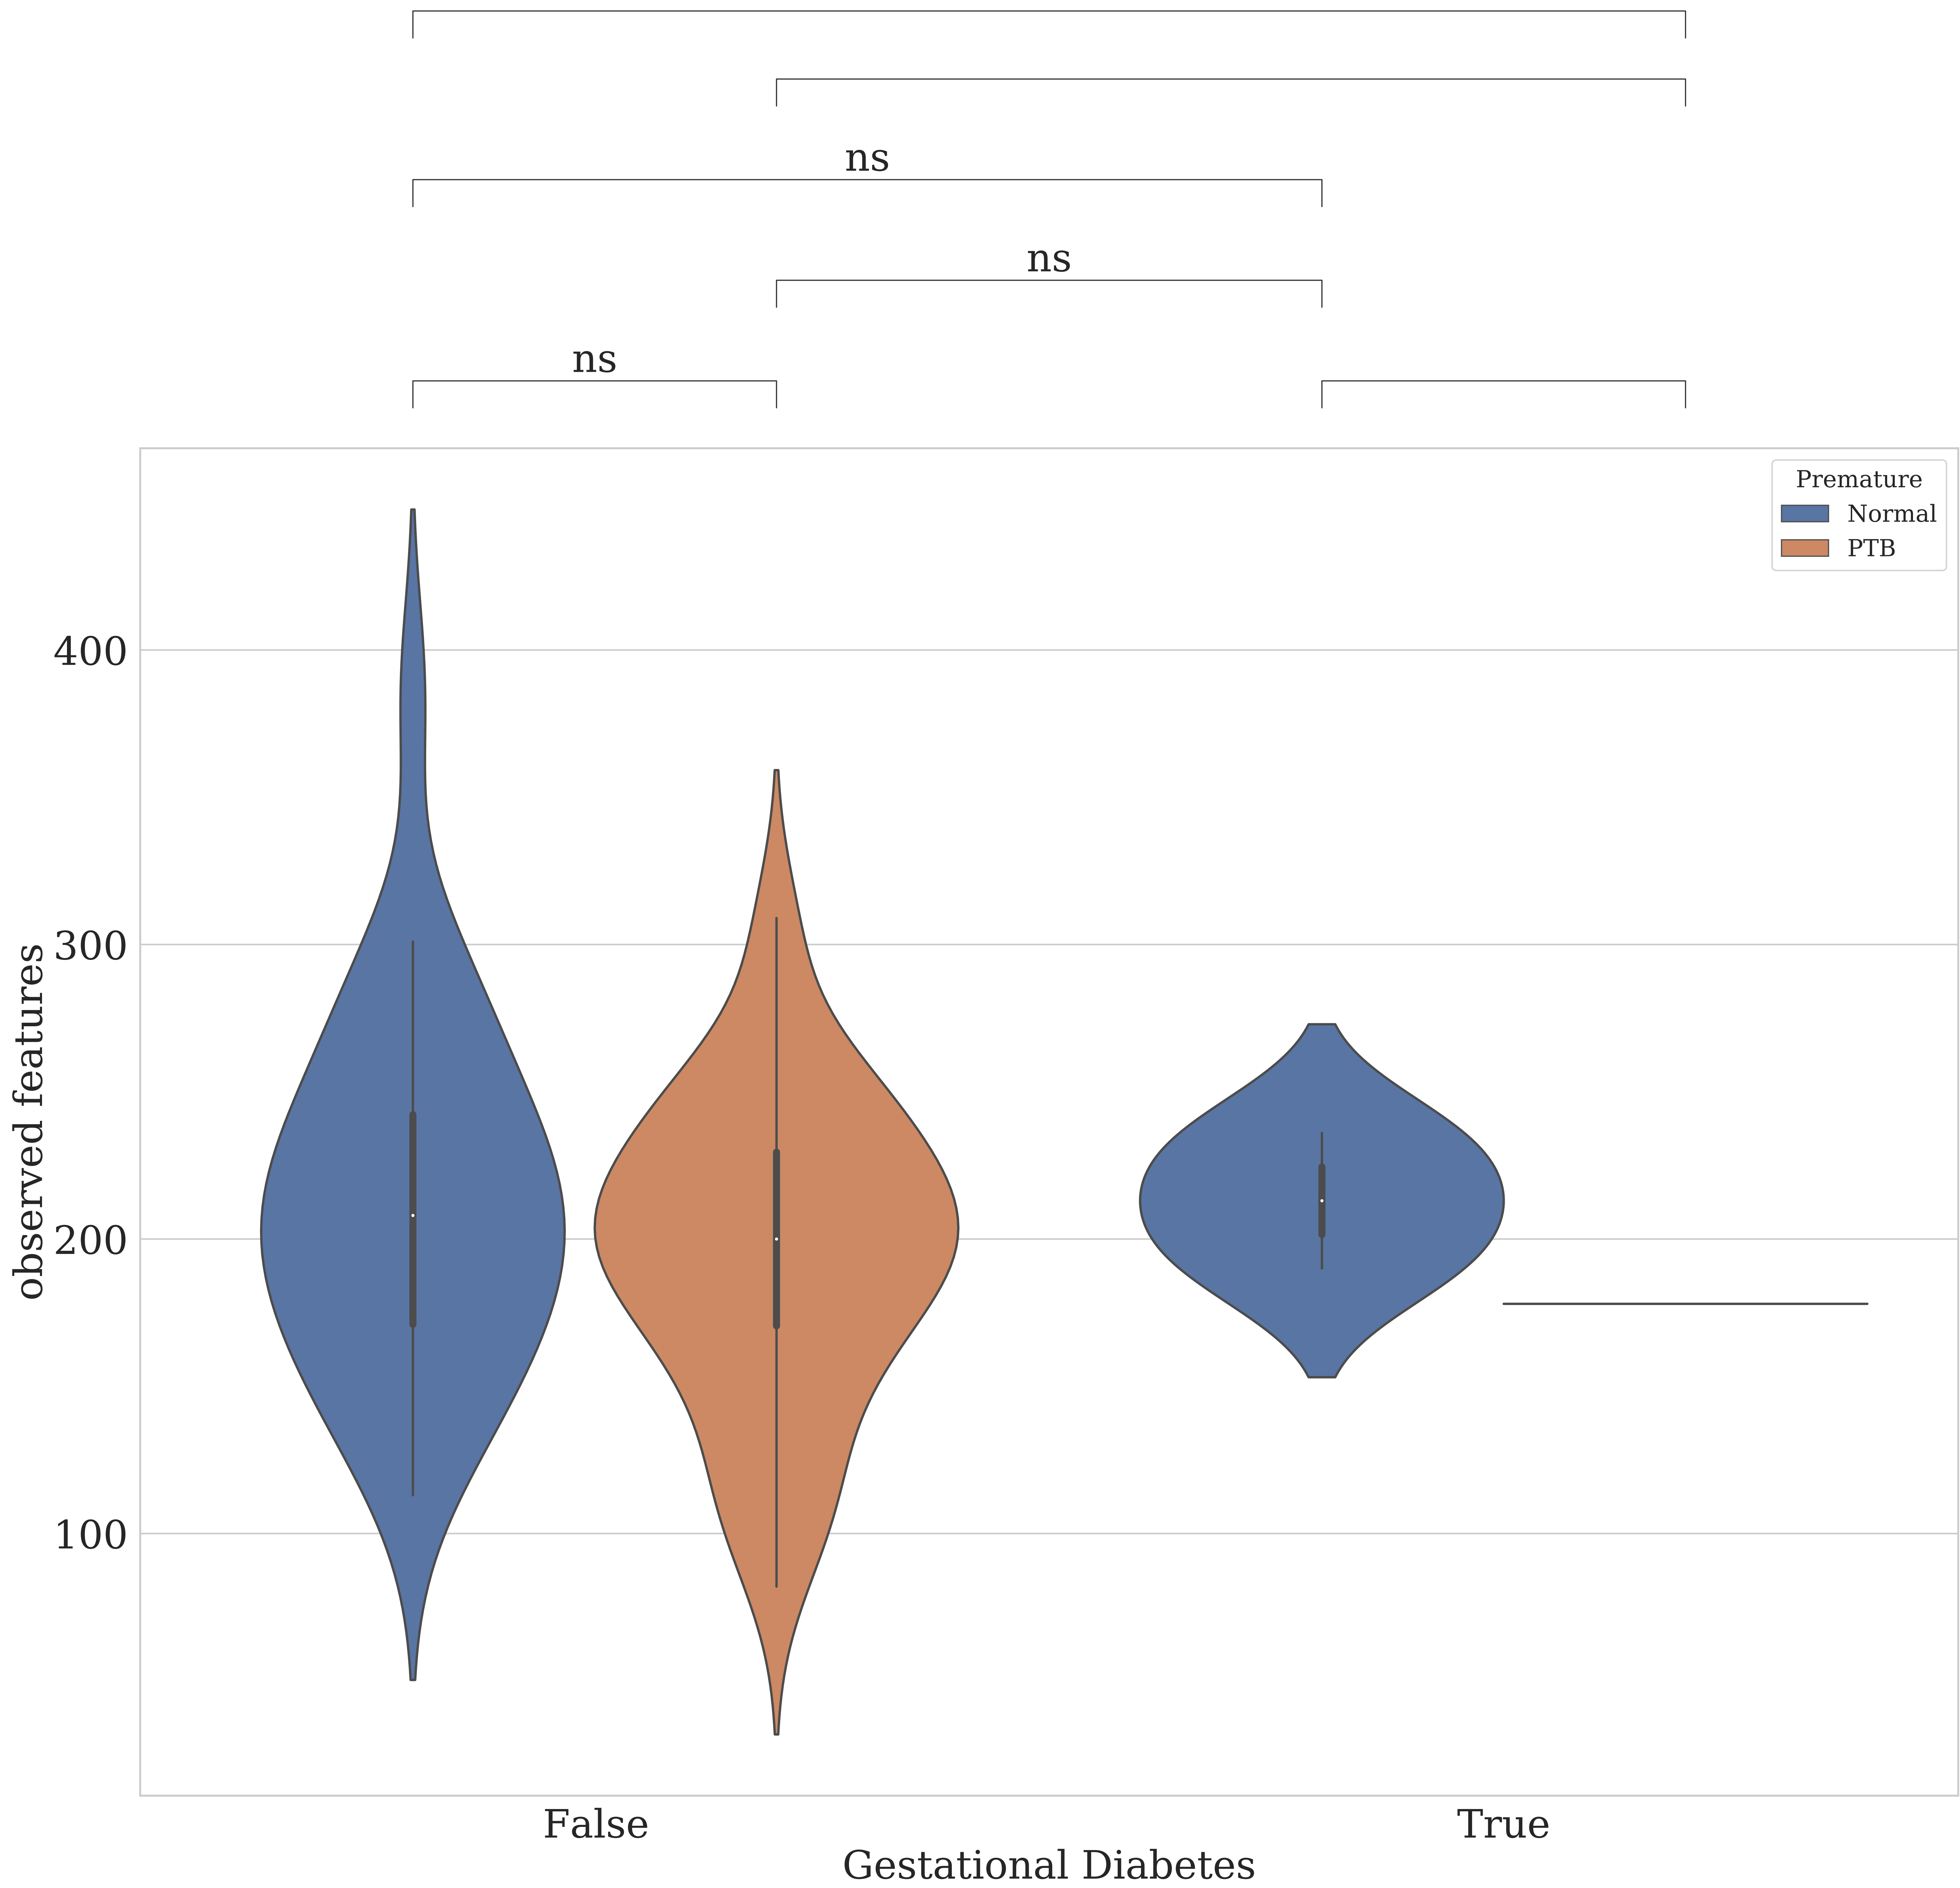 ns
ns
ns
Premature
Normal
PTB
400
300
200
100
observed features
False
True
Gestational Diabetes